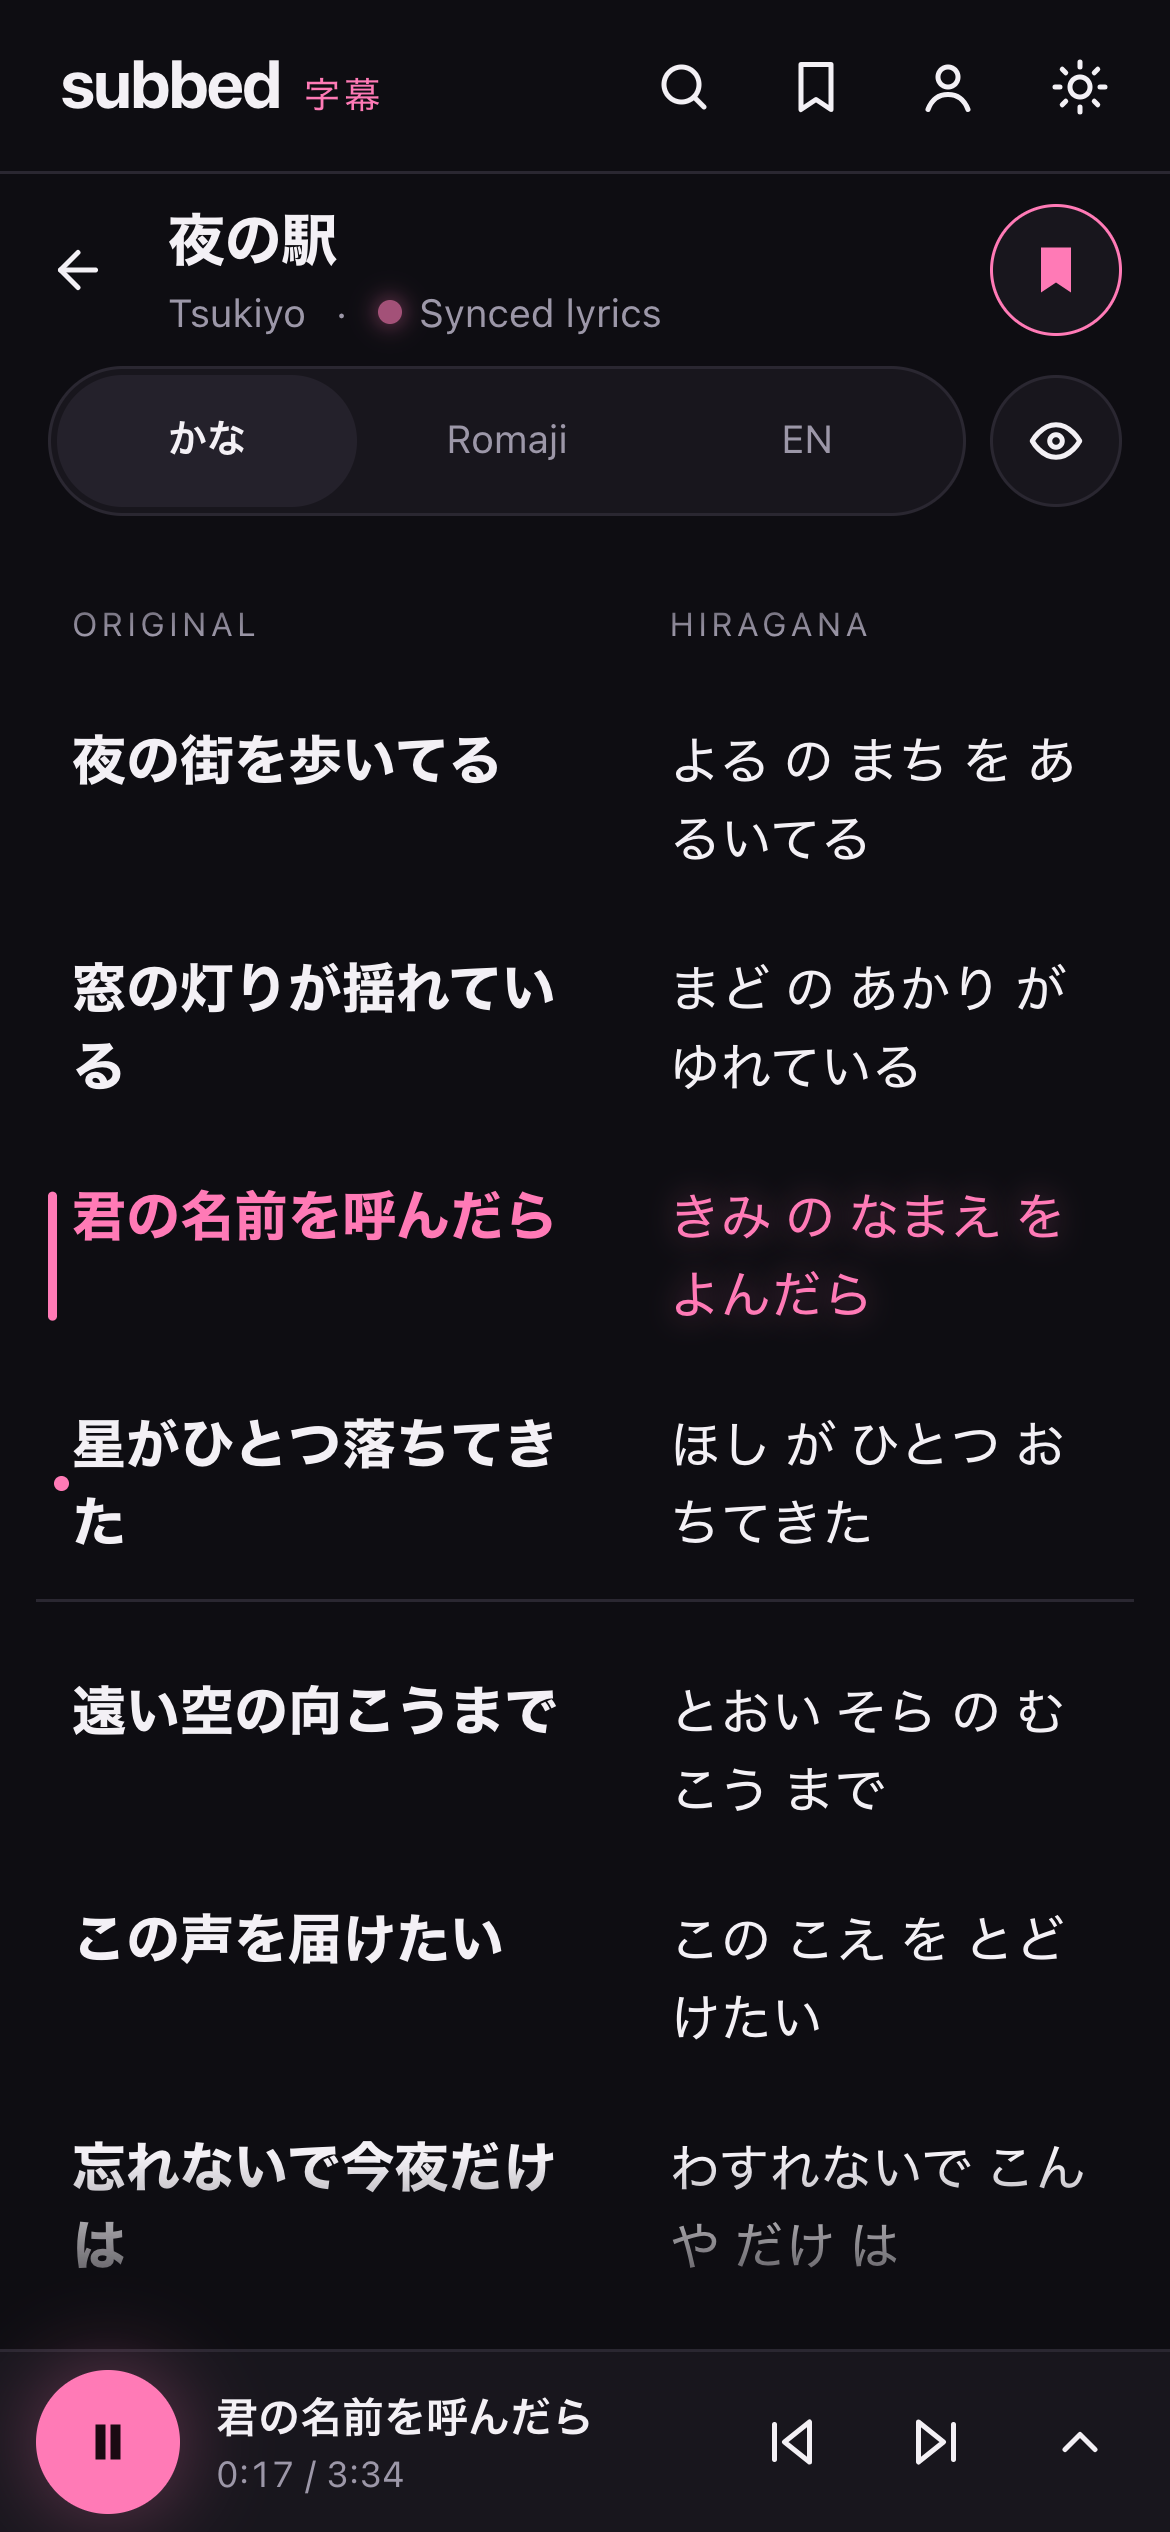 subbed 字幕
夜の駅
Tsukiyo · Synced lyrics
かな Romaji EN
ORIGINAL HIRAGANA
夜の街を歩いてる
よる の まち を あ
るいてる
窓の灯りが揺れてい
る
まど の あかり が
ゆれている
君の名前を呼んだら
きみ の なまえ を
よんだら
星がひとつ落ちてき
た
ほし が ひとつ お
ちてきた
遠い空の向こうまで
とおい そら の む
こう まで
この声を届けたい
この こえ を とど
けたい
忘れないで今夜だけ
は
わすれないで こん
や だけ は
君の名前を呼んだら
0:17 / 3:34